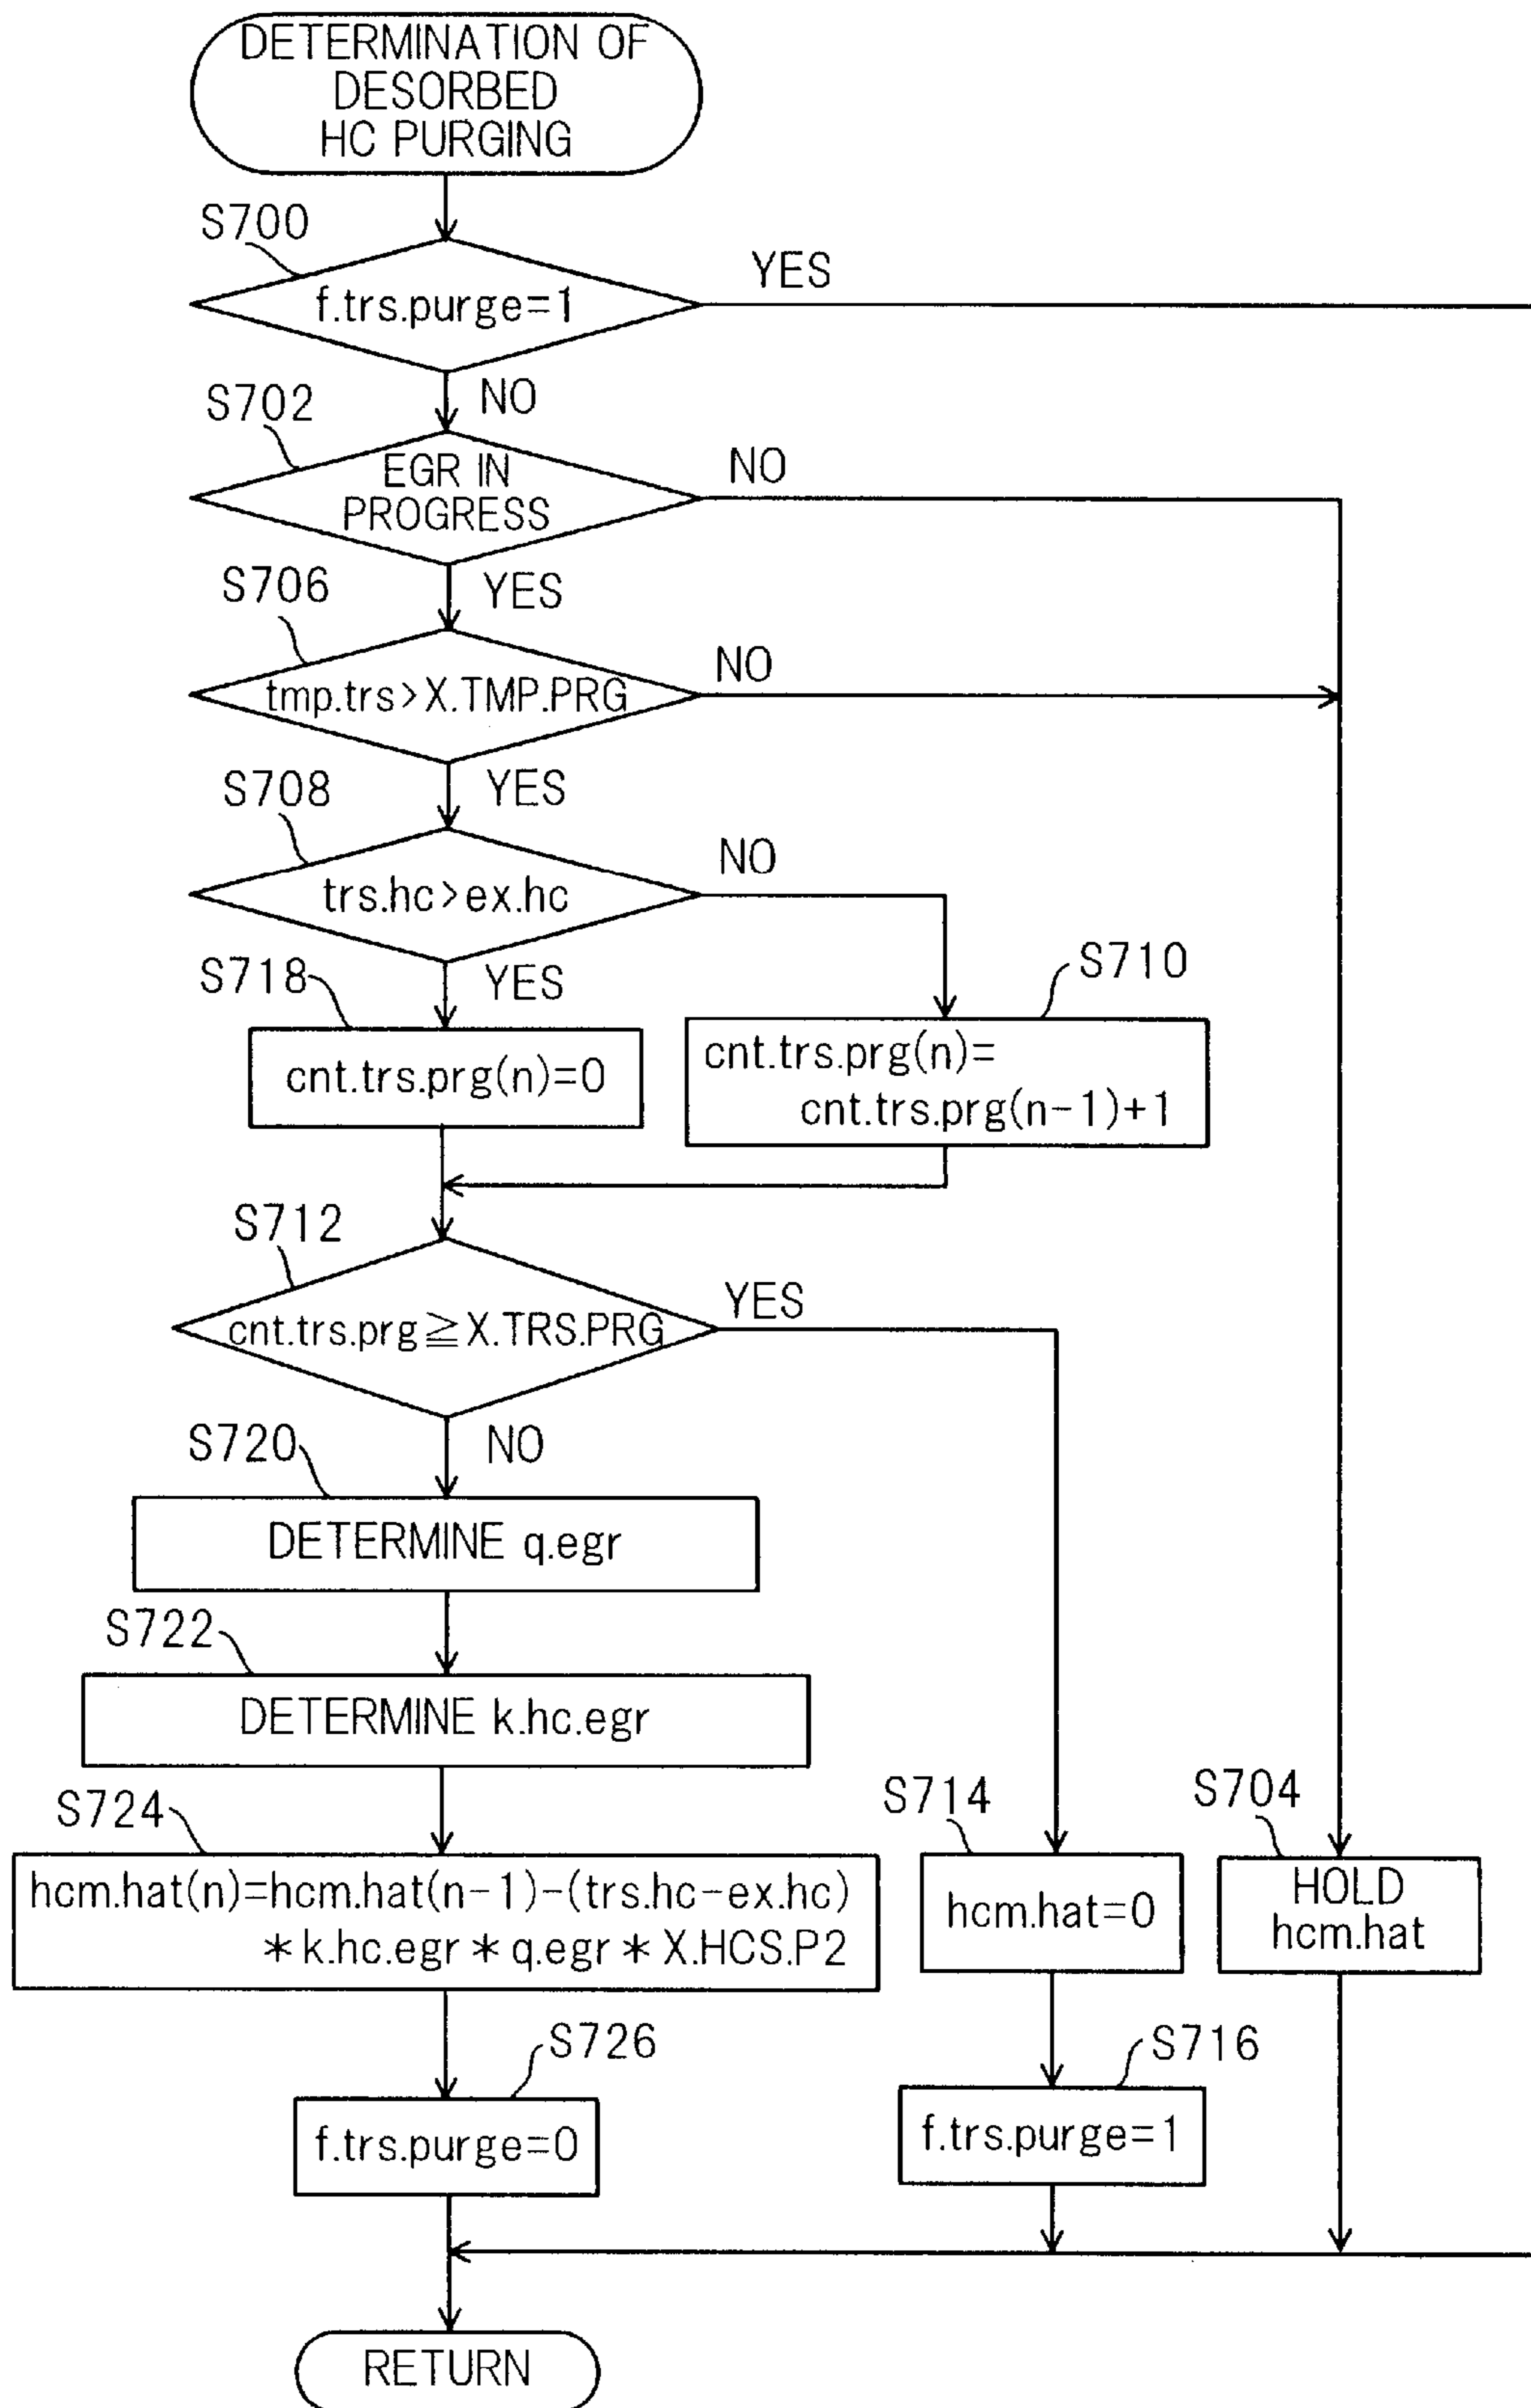 DETERMINATION OF
DESORBED
HC PURGING
S700
YES
f.trs.purge=1
NO
S702
EGR IN
PROGRESS
NO
S706
YES
tmp.trs>X.TMP.PRG
NO
S708
YES
trs.hc>ex.hc
NO
S718
YES
S710
cnt.trs.prg(n)=0
cnt.trs.prg(n)=
cnt.trs.prg(n-1)+1
S712
cnt.trs.prg≧X.TRS.PRG
YES
S720
NO
DETERMINE q.egr
S722
DETERMINE k.hc.egr
S724
S714
S704
hcm.hat(n)=hcm.hat(n-1)-(trs.hc-ex.hc)
*k.hc.egr*q.egr*X.HCS.P2
hcm.hat=0
HOLD
hcm.hat
S726
S716
f.trs.purge=0
f.trs.purge=1
RETURN